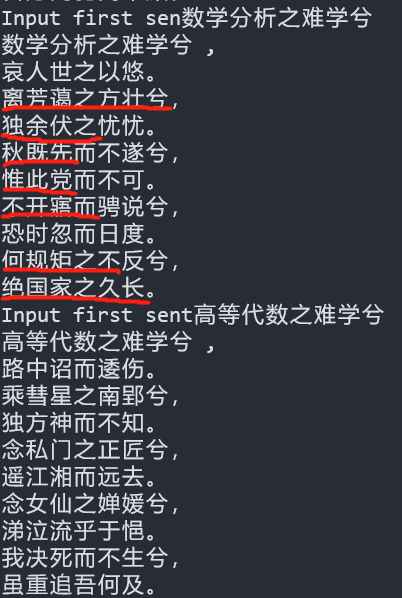 Input first sen数学分析之难学兮
数学分析之难学兮 ,
哀人世之以悠。
离芳蔼之方壮兮,
独余伏之忧忧。
秋既先而不遂兮,
惟此党而不可。
不开寤而骋说兮,
恐时忽而日度。
何规矩之不反兮,
绝国家之久长。
Input first sent高等代数之难学兮
高等代数之难学兮 ,
路中诏而逶伤。
乘彗星之南郢兮,
独方神而不知。
念私门之正匠兮,
遥江湘而远去。
念女仙之婵媛兮,
涕泣流乎于悒。
我决死而不生兮,
虽重追吾何及。